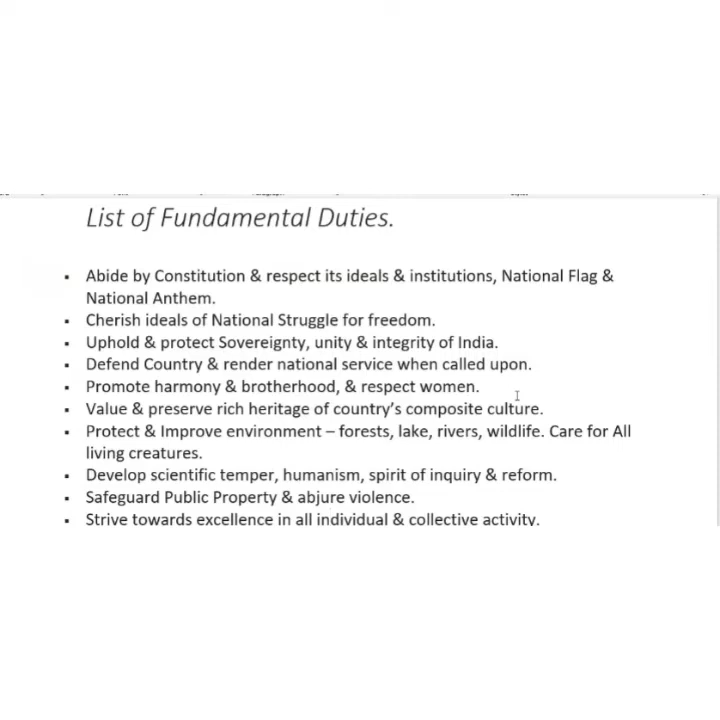 List of Fundamental Duties.
▪ Abide by Constitution & respect its ideals & institutions, National Flag &
National Anthem.
▪ Cherish ideals of National Struggle for freedom.
▪ Uphold & protect Sovereignty, unity & integrity of India.
▪ Defend Country & render national service when called upon.
▪ Promote harmony & brotherhood, & respect women.
▪ Value & preserve rich heritage of country's composite culture.
▪ Protect & Improve environment – forests, lake, rivers, wildlife. Care for All
living creatures.
▪ Develop scientific temper, humanism, spirit of inquiry & reform.
▪ Safeguard Public Property & abjure violence.
▪ Strive towards excellence in all individual & collective activity.